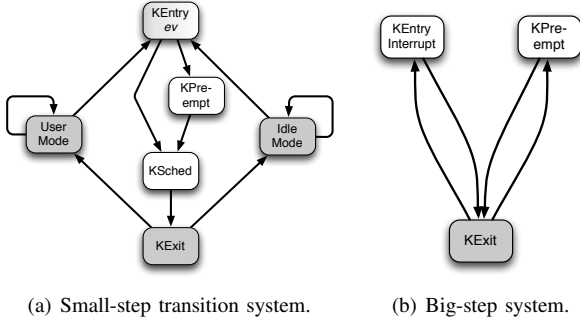 KEntry
ev
KPre-
empt
User
Mode
Idle
Mode
KSched
KExit
(a) Small-step transition system.
KEntry
Interrupt
KPre-
empt
KExit
(b) Big-step system.